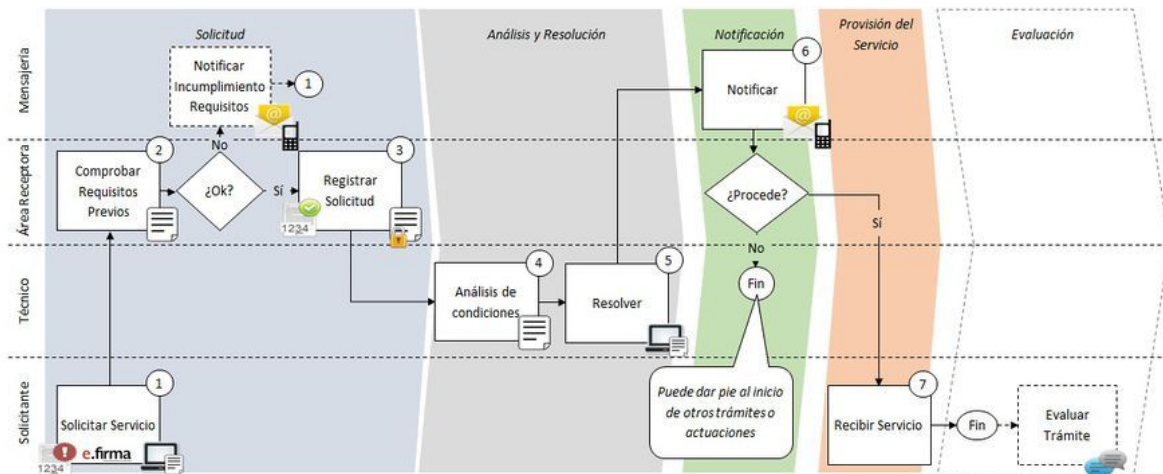 Solicitud
Análisis y Resolución
Notificación
Provisión del
Servicio
Evaluación
Mensajería
Notificar
Incumplimiento
Requisitos
1
6
Notificar
Área Receptora
2
Comprobar
Requisitos
Previos
No
¿Ok?
Sí
3
Registrar
Solicitud
1234
¿Procede?
Sí
No
Técnico
4
Análisis de
condiciones
5
Resolver
Fin
Puede dar pie al inicio
de otros trámites o
actuaciones
Solicitante
1
Solicitar Servicio
1234
e.firma
7
Recibir Servicio
Fin
Evaluar
Trámite